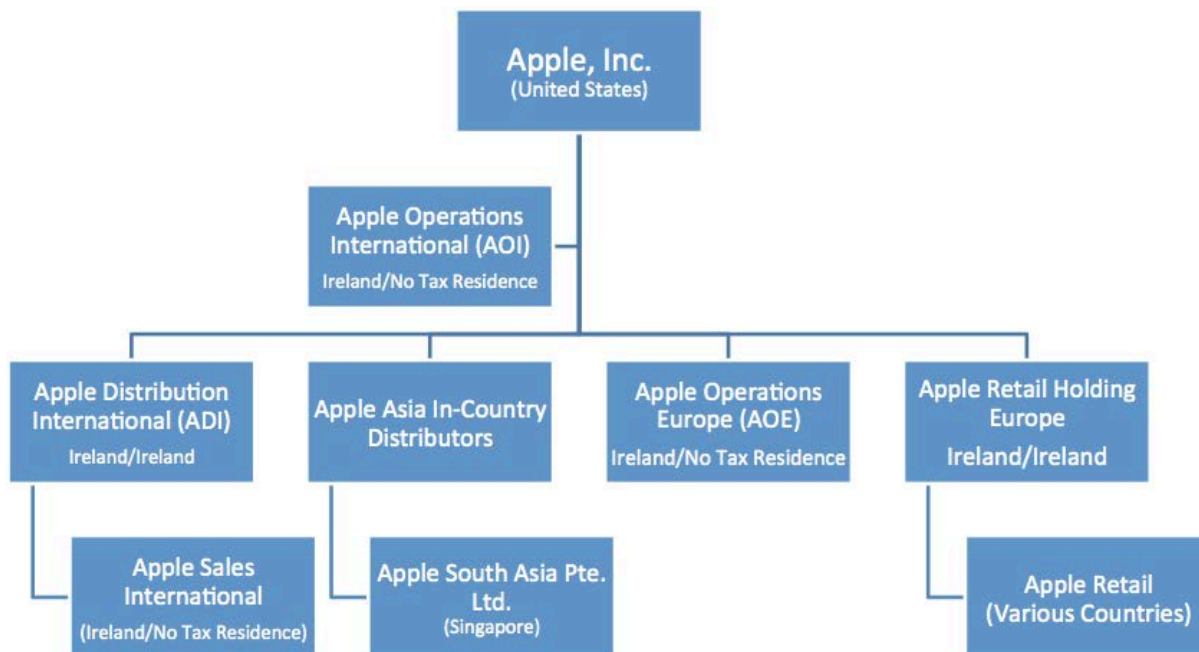 Apple, Inc.
(United States)
Apple Operations
International (AOI)
Ireland/No Tax Residence
Apple Distribution
International (ADI)
Ireland/Ireland
Apple Asia In-Country
Distributors
Apple Operations
Europe (AOE)
Ireland/No Tax Residence
Apple Retail Holding
Europe
Ireland/Ireland
Apple Sales
International
(Ireland/No Tax Residence)
Apple South Asia Pte.
Ltd.
(Singapore)
Apple Retail
(Various Countries)